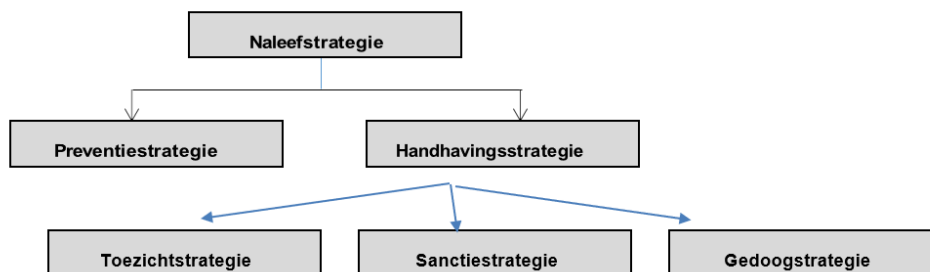 Naleefstrategie
Preventiestrategie
Handhavingsstrategie
Toezichtstrategie
Sanctiestrategie
Gedoogstrategie